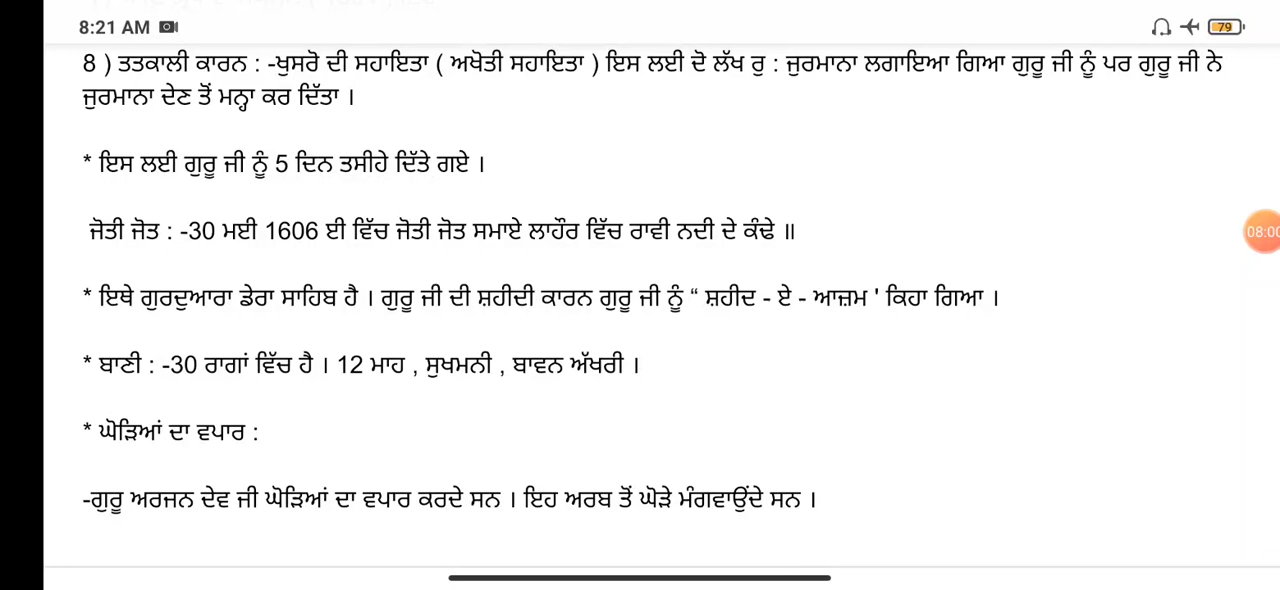 8:21 AM
79
8 ) ਤਤਕਾਲੀ ਕਾਰਨ : -ਖੁਸਰੋ ਦੀ ਸਹਾਇਤਾ ( ਅਖੋਤੀ ਸਹਾਇਤਾ ) ਇਸ ਲਈ ਦੋ ਲੱਖ ਰੁ : ਜੁਰਮਾਨਾ ਲਗਾਇਆ ਗਿਆ ਗੁਰੂ ਜੀ ਨੂੰ ਪਰ ਗੁਰੂ ਜੀ ਨੇ
ਜੁਰਮਾਨਾ ਦੇਣ ਤੋਂ ਮਨ੍ਹਾ ਕਰ ਦਿੱਤਾ ।
* ਇਸ ਲਈ ਗੁਰੂ ਜੀ ਨੂੰ 5 ਦਿਨ ਤਸੀਹੇ ਦਿੱਤੇ ਗਏ ।
ਜੋਤੀ ਜੋਤ : -30 ਮਈ 1606 ਈ ਵਿੱਚ ਜੋਤੀ ਜੋਤ ਸਮਾਏ ਲਾਹੌਰ ਵਿੱਚ ਰਾਵੀ ਨਦੀ ਦੇ ਕੰਢੇ ॥
08:00
* ਇਥੇ ਗੁਰਦੁਆਰਾ ਡੇਰਾ ਸਾਹਿਬ ਹੈ । ਗੁਰੂ ਜੀ ਦੀ ਸ਼ਹੀਦੀ ਕਾਰਨ ਗੁਰੂ ਜੀ ਨੂੰ “ ਸ਼ਹੀਦ - ਏ - ਆਜ਼ਮ ' ਕਿਹਾ ਗਿਆ ।
* ਬਾਣੀ : -30 ਰਾਗਾਂ ਵਿੱਚ ਹੈ । 12 ਮਾਹ , ਸੁਖਮਨੀ , ਬਾਵਨ ਅੱਖਰੀ ।
* ਘੋੜਿਆਂ ਦਾ ਵਪਾਰ :
-ਗੁਰੂ ਅਰਜਨ ਦੇਵ ਜੀ ਘੋੜਿਆਂ ਦਾ ਵਪਾਰ ਕਰਦੇ ਸਨ । ਇਹ ਅਰਬ ਤੋਂ ਘੋੜੇ ਮੰਗਵਾਉਂਦੇ ਸਨ ।